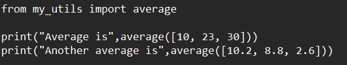 from my_utils import average
print("Average is",average([10, 23, 30]))
print("Another average is",average([10.2, 8.8, 2.6]))